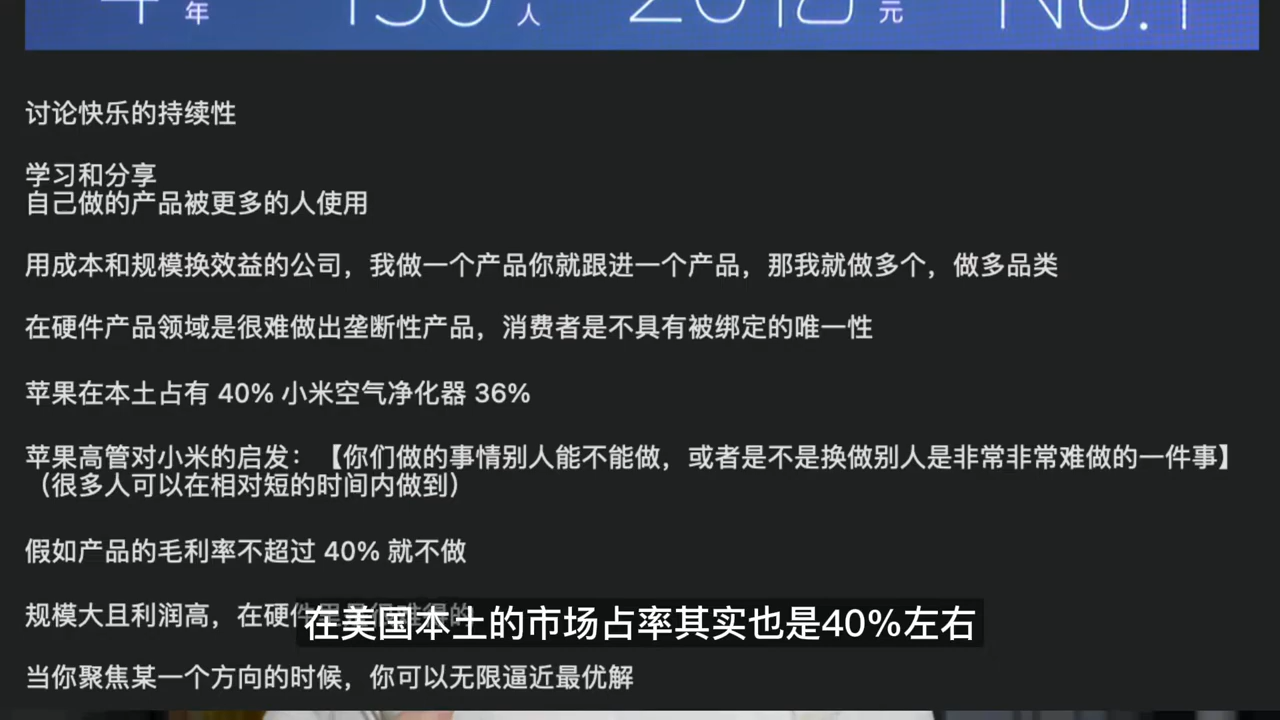 年 人 元
讨论快乐的持续性
学习和分享
自己做的产品被更多的人使用
用成本和规模换效益的公司，我做一个产品你就跟进一个产品，那我就做多个，做多品类
在硬件产品领域是很难做出垄断性产品，消费者是不具有被绑定的唯一性
苹果在本土占有 40% 小米空气净化器 36%
苹果高管对小米的启发：【你们做的事情别人能不能做，或者是不是换做别人是非常非常难做的一件事】
（很多人可以在相对短的时间内做到）
假如产品的毛利率不超过 40% 就不做
规模大且利润高，在硬件
在美国本土的市场占率其实也是40%左右
当你聚焦某一个方向的时候，你可以无限逼近最优解